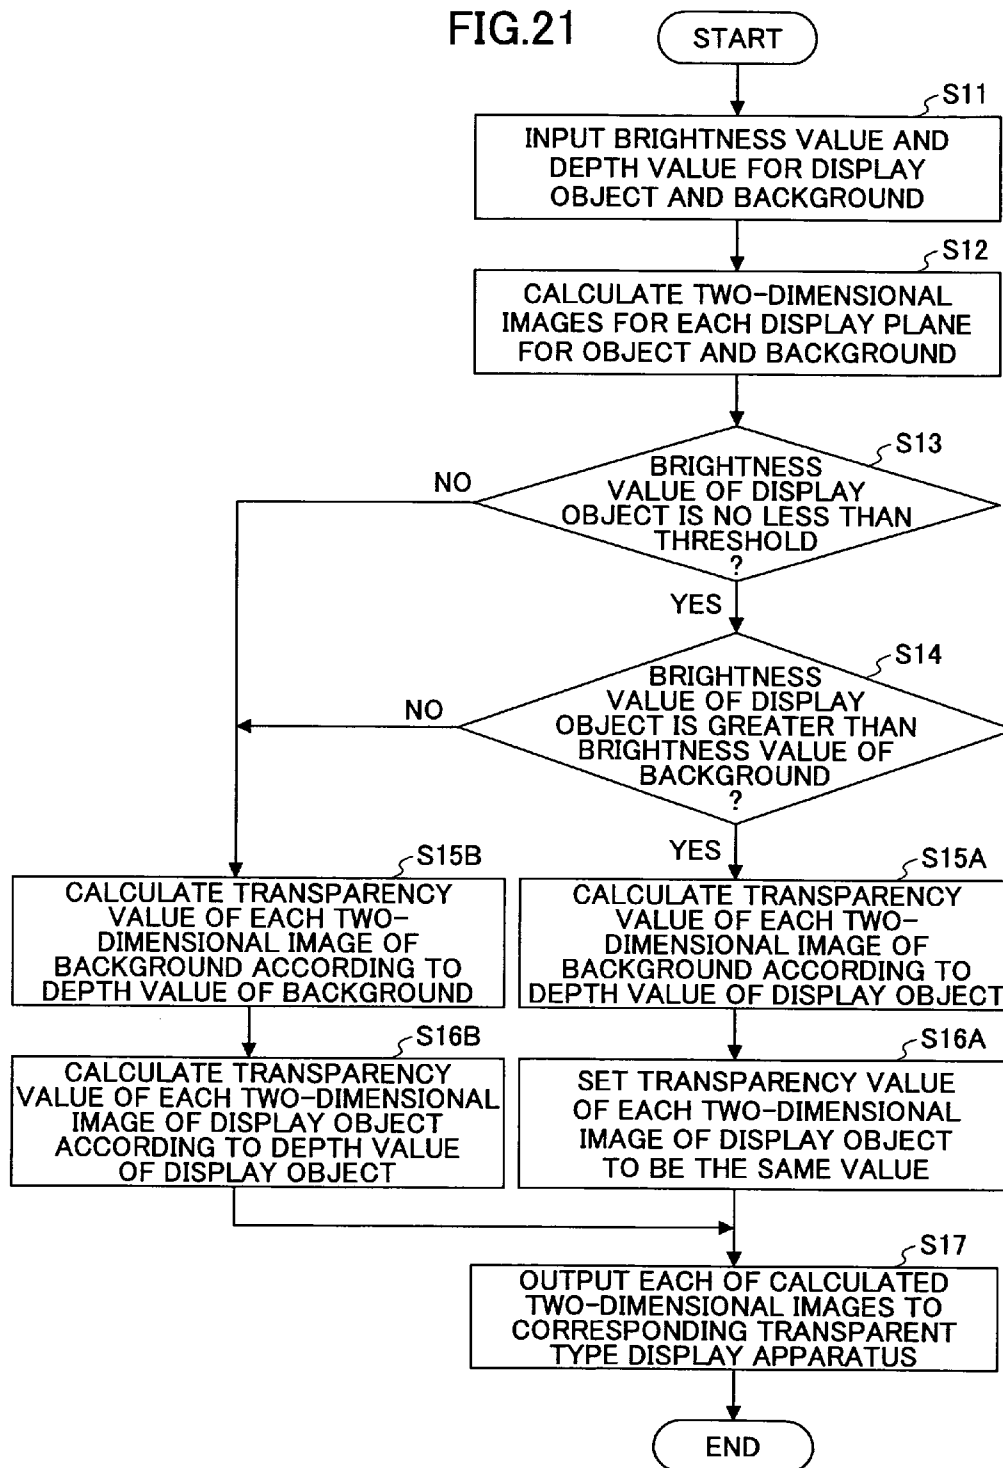 FIG.21
START
S11
INPUT BRIGHTNESS VALUE AND
DEPTH VALUE FOR DISPLAY
OBJECT AND BACKGROUND
S12
CALCULATE TWO-DIMENSIONAL
IMAGES FOR EACH DISPLAY PLANE
FOR OBJECT AND BACKGROUND
S13
BRIGHTNESS
VALUE OF DISPLAY
OBJECT IS NO LESS THAN
THRESHOLD
?
NO
YES
S14
BRIGHTNESS
VALUE OF DISPLAY
OBJECT IS GREATER THAN
BRIGHTNESS VALUE OF
BACKGROUND
?
NO
YES
S15B
CALCULATE TRANSPARENCY
VALUE OF EACH TWO-
DIMENSIONAL IMAGE OF
BACKGROUND ACCORDING TO
DEPTH VALUE OF BACKGROUND
S15A
CALCULATE TRANSPARENCY
VALUE OF EACH TWO-
DIMENSIONAL IMAGE OF
BACKGROUND ACCORDING TO
DEPTH VALUE OF DISPLAY OBJECT
S16B
CALCULATE TRANSPARENCY
VALUE OF EACH TWO-DIMENSIONAL
IMAGE OF DISPLAY OBJECT
ACCORDING TO DEPTH VALUE
OF DISPLAY OBJECT
S16A
SET TRANSPARENCY VALUE
OF EACH TWO-DIMENSIONAL
IMAGE OF DISPLAY OBJECT
TO BE THE SAME VALUE
S17
OUTPUT EACH OF CALCULATED
TWO-DIMENSIONAL IMAGES TO
CORRESPONDING TRANSPARENT
TYPE DISPLAY APPARATUS
END